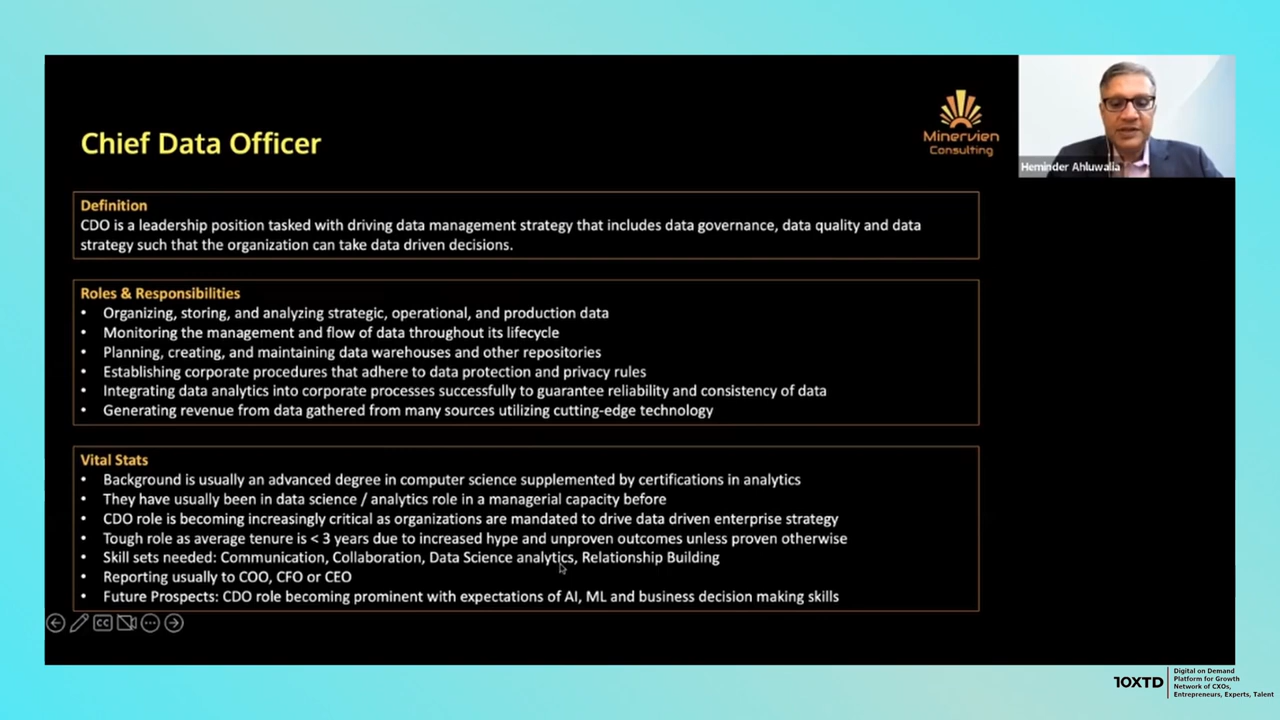 Chief Data Officer
Minervien
Consulting
Heminder Ahluwalia
Definition
CDO is a leadership position tasked with driving data management strategy that includes data governance, data quality and data
strategy such that the organization can take data driven decisions.
Roles & Responsibilities
• Organizing, storing, and analyzing strategic, operational, and production data
• Monitoring the management and flow of data throughout its lifecycle
• Planning, creating, and maintaining data warehouses and other repositories
• Establishing corporate procedures that adhere to data protection and privacy rules
• Integrating data analytics into corporate processes successfully to guarantee reliability and consistency of data
• Generating revenue from data gathered from many sources utilizing cutting-edge technology
Vital Stats
• Background is usually an advanced degree in computer science supplemented by certifications in analytics
• They have usually been in data science / analytics role in a managerial capacity before
• CDO role is becoming increasingly critical as organizations are mandated to drive data driven enterprise strategy
• Tough role as average tenure is < 3 years due to increased hype and unproven outcomes unless proven otherwise
• Skill sets needed: Communication, Collaboration, Data Science analytics, Relationship Building
• Reporting usually to COO, CFO or CEO
• Future Prospects: CDO role becoming prominent with expectations of AI, ML and business decision making skills
CC
10XTD
Digital on Demand
Platform for Growth
Network of CXOs,
Entrepreneurs, Experts, Talent